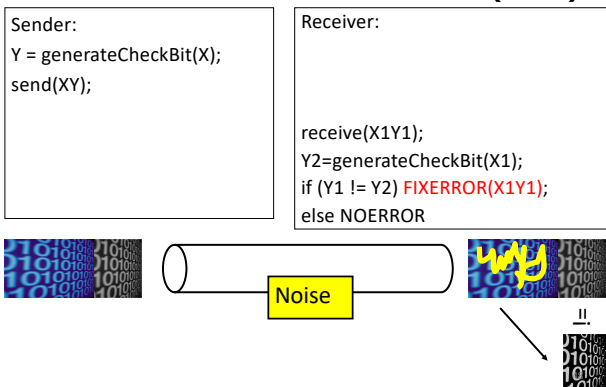 Sender:
Y = generateCheckBit(X);
send(XY);
Receiver:
receive(X1Y1);
Y2=generateCheckBit(X1);
if (Y1 != Y2) FIXERROR(X1Y1);
else NOERROR
Noise